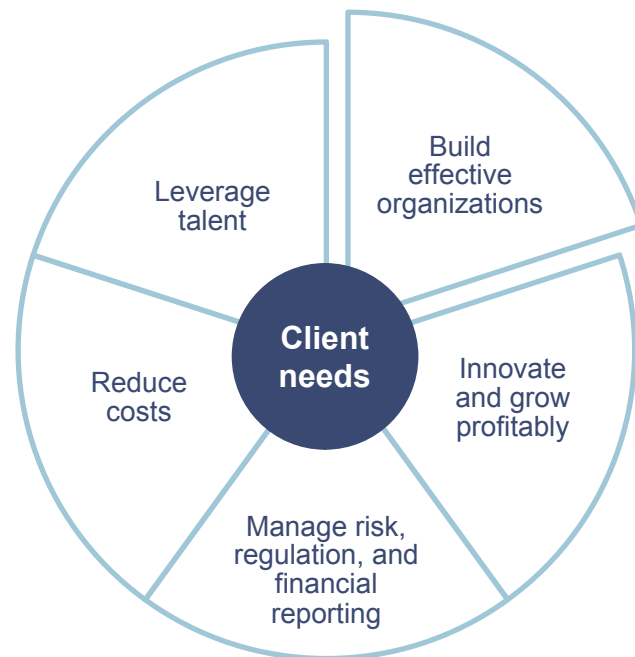 Build
effective
organizations
Leverage
talent
Client
needs
Innovate
and grow
profitably
Reduce
costs
Manage risk,
regulation, and
financial
reporting